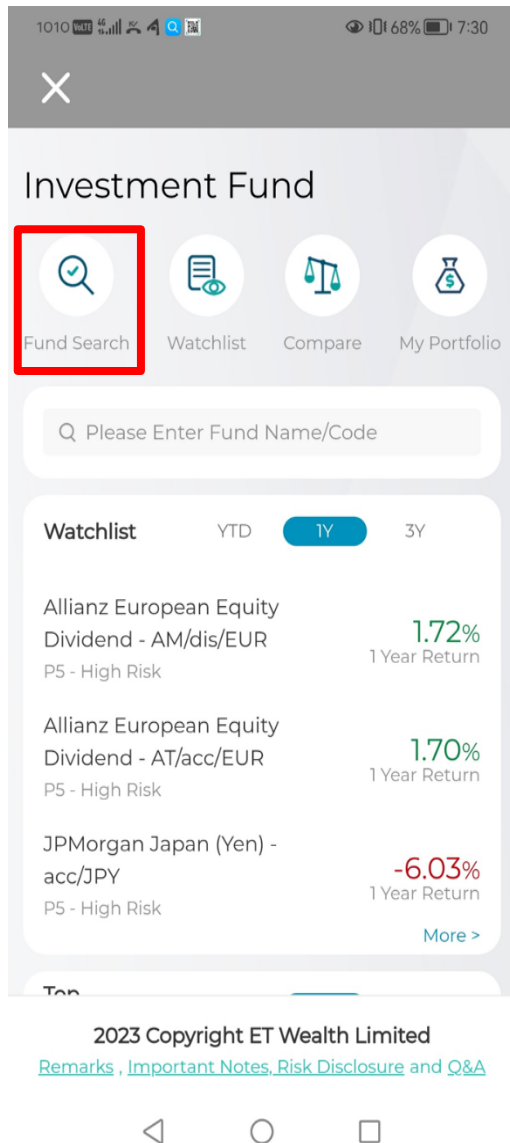 1010 VoLTE 4G 68% 7:30
Investment Fund
Fund Search Watchlist Compare My Portfolio
Please Enter Fund Name/Code
Watchlist YTD 1Y 3Y
Allianz European Equity
Dividend - AM/dis/EUR
1.72%
P5 - High Risk
1 Year Return
Allianz European Equity
Dividend - AT/acc/EUR
1.70%
P5 - High Risk
1 Year Return
JPMorgan Japan (Yen) -
acc/JPY
-6.03%
P5 - High Risk
1 Year Return
More >
Top
2023 Copyright ET Wealth Limited
Remarks , Important Notes, Risk Disclosure and Q&A